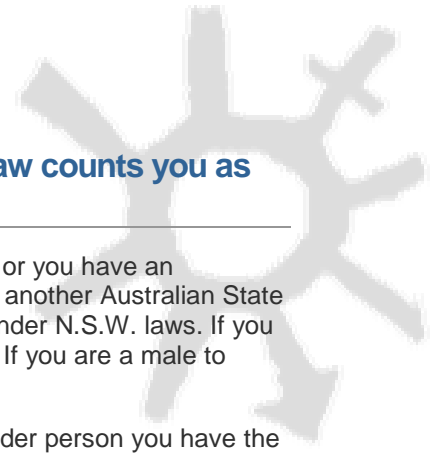 aw counts you as
or you have an
another Australian State
nder N.S.W. laws. If you
If you are a male to
der person you have the